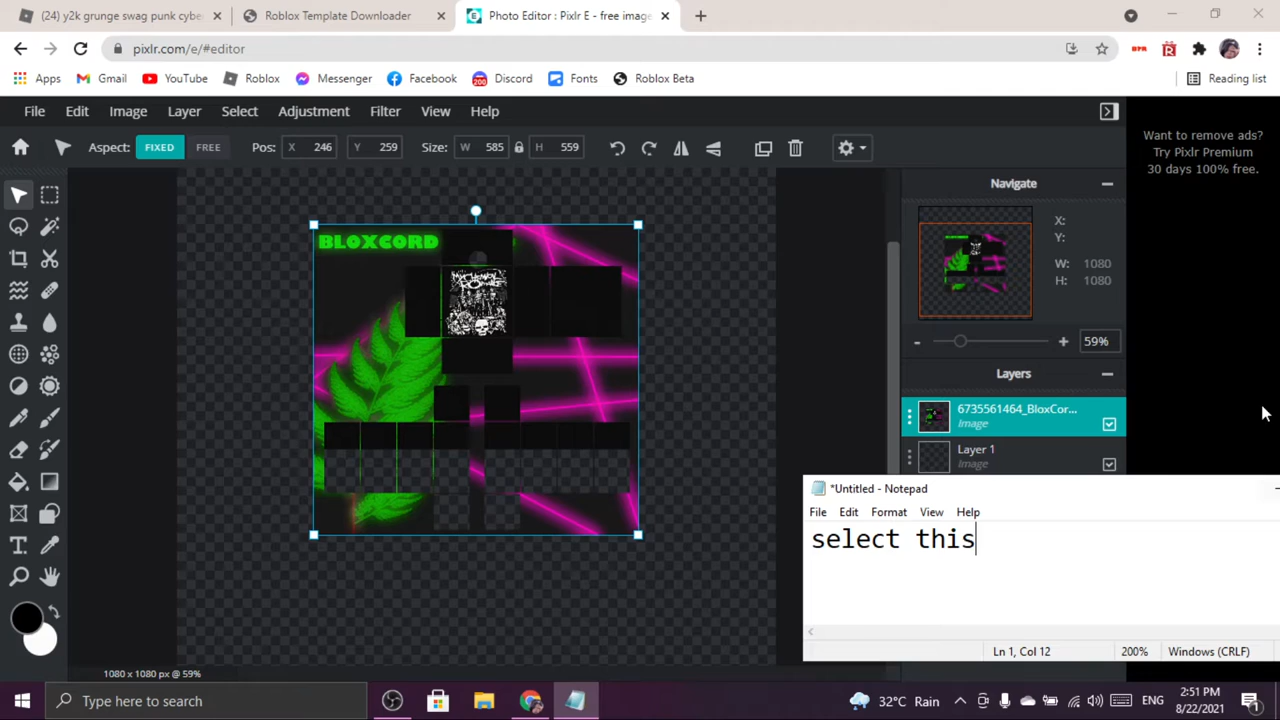 (24) y2k grunge swag punk cybe
Roblox Template Downloader
Photo Editor : Pixlr E - free image
pixlr.com/e/#editor
Apps
Gmail
YouTube
Roblox
Messenger
Facebook
200
Discord
Fonts
Roblox Beta
Reading list
File
Edit
Image
Layer
Select
Adjustment
Filter
View
Help
Aspect:
FIXED
FREE
Pos:
X
246
Y
259
Size:
W
585
H
559
Want to remove ads?
Try Pixlr Premium
30 days 100% free.
Navigate
X:
Y:
W:
1080
H:
1080
-
+
59%
Layers
6735561464_BloxCor...
Image
Layer 1
Image
BLOXCORD
MY CHEMICAL
ROMANCE
*Untitled - Notepad
File
Edit
Format
View
Help
select this
Ln 1, Col 12
200%
Windows (CRLF)
1080 x 1080 px @ 59%
Type here to search
32°C Rain
ENG
2:51 PM
8/22/2021